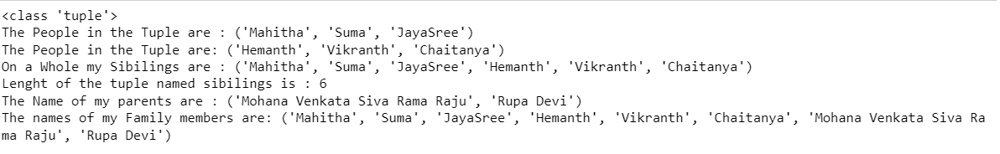 <class 'tuple'>
The People in the Tuple are : ('Mahitha', 'Suma', 'JayaSree')
The People in the Tuple are: ('Hemanth', 'Vikranth', 'Chaitanya')
On a Whole my Sibilings are : ('Mahitha', 'Suma', 'JayaSree', 'Hemanth', 'Vikranth', 'Chaitanya')
Lenght of the tuple named sibilings is : 6
The Name of my parents are : ('Mohana Venkata Siva Rama Raju', 'Rupa Devi')
The names of my Family members are: ('Mahitha', 'Suma', 'JayaSree', 'Hemanth', 'Vikranth', 'Chaitanya', 'Mohana Venkata Siva Ra
ma Raju', 'Rupa Devi')